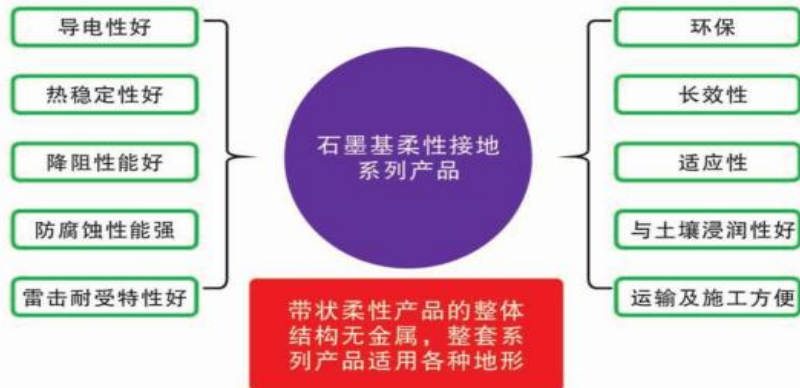 导电性好
热稳定性好
降阻性能好
防腐蚀性能强
雷击耐受特性好
石墨基柔性接地
系列产品
带状柔性产品的整体
结构无金属，整套系
列产品适用各种地形
环保
长效性
适应性
与土壤浸润性好
运输及施工方便